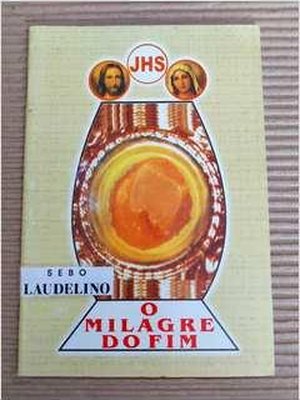 JHS
SEBO
LAUDELINO
O
MILAGRE
DO FIM